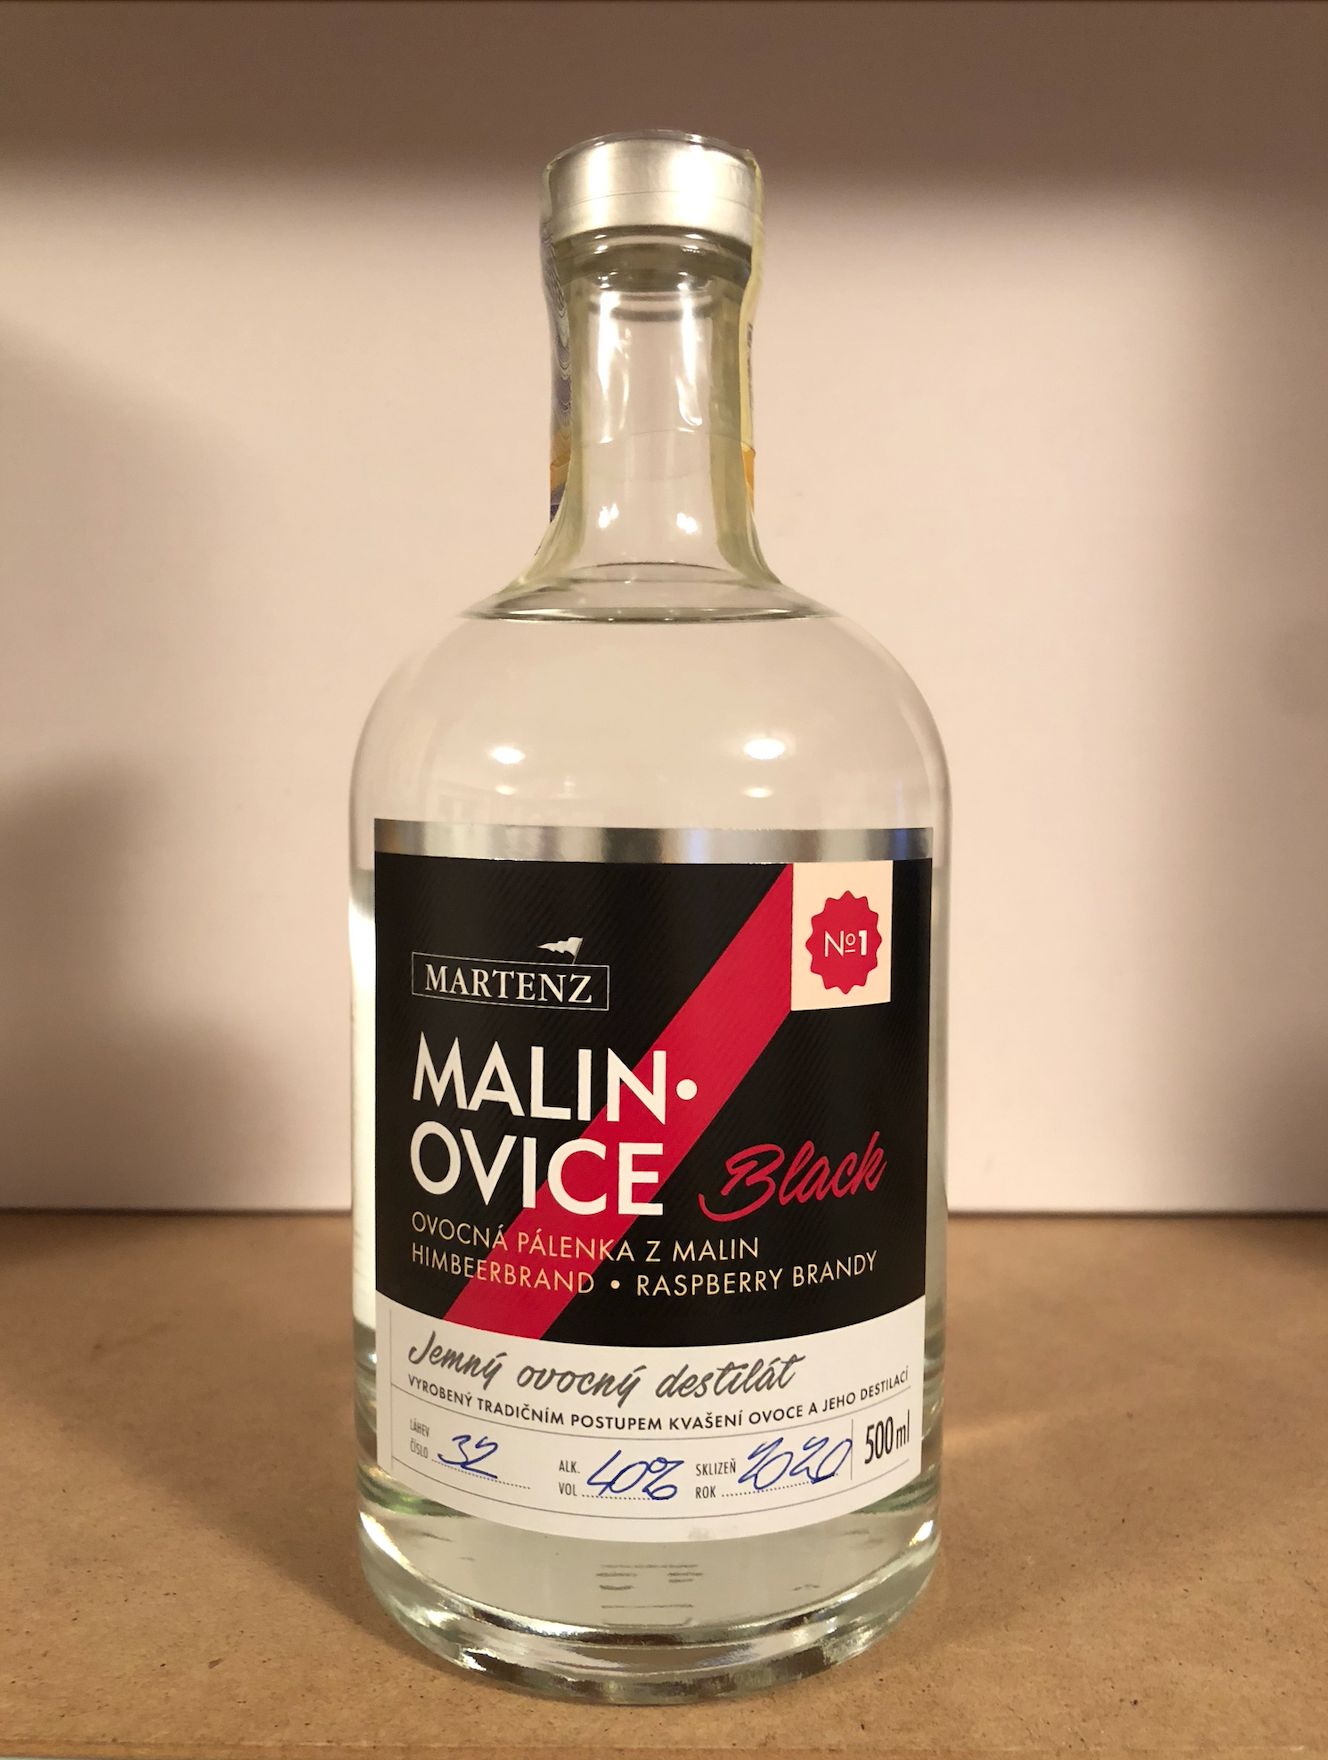 MARTENZ
Nº1
MALIN•
OVICE Black
OVOCNÁ PÁLENKA Z MALIN
HIMBEERBRAND • RASPBERRY BRANDY
Jemný ovocný destilát
VYROBENÝ TRADIČNÍM POSTUPEM KVAŠENÍ OVOCE A JEHO DESTILACÍ
LÁHEV
ČÍSLO 32
ALK.
VOL 40%
SKLIZEŇ
ROK 2020
500 ml